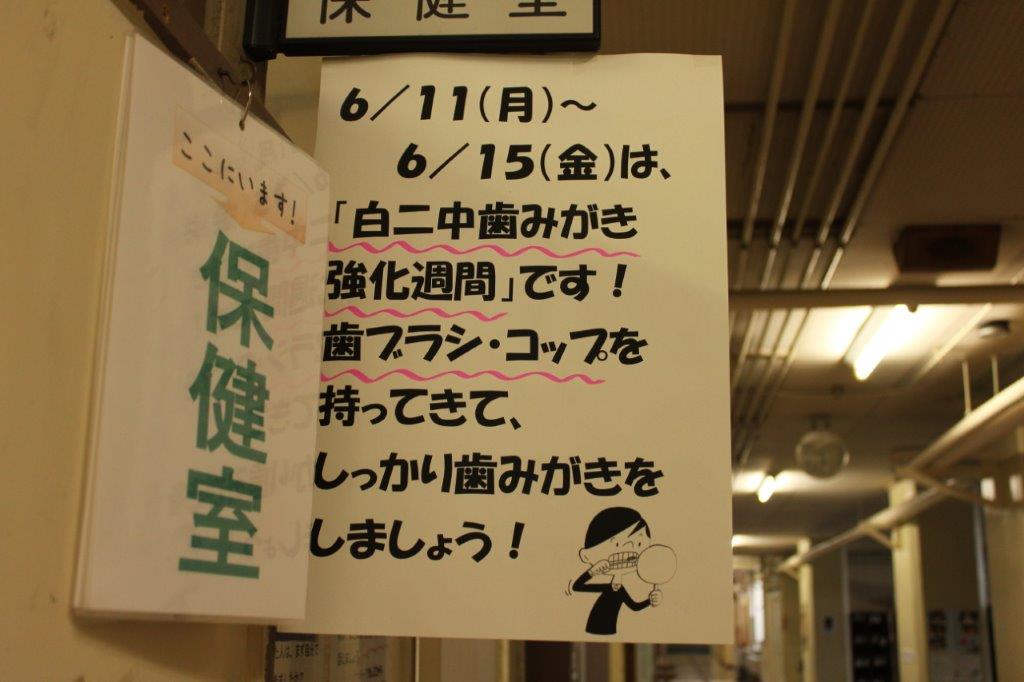 保健室
ここにいます!
保健室
6/11(月)~
6/15(金)は、
「白二中歯みがき
強化週間」です!
歯ブラシ・コップを
持ってきて、
しっかり歯みがきを
しましょう!